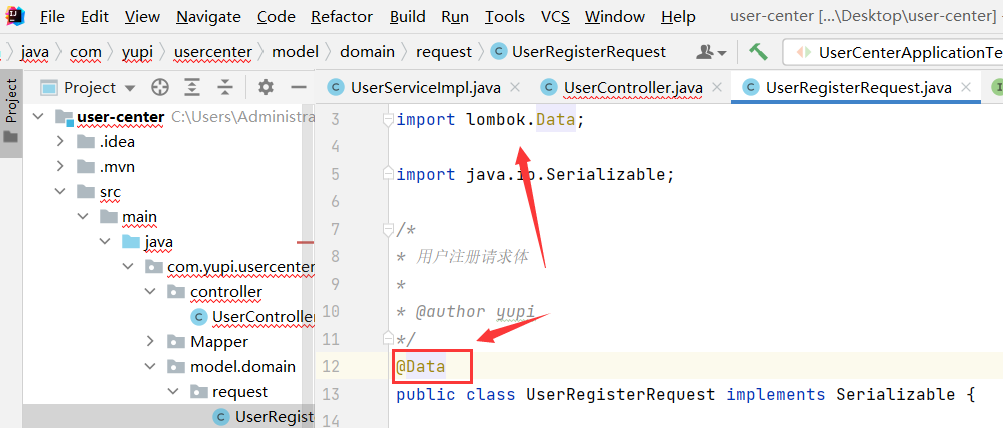 File Edit View Navigate Code Refactor Build Run Tools VCS Window Help user-center [...\Desktop\user-center]
java com yupi usercenter model domain request UserRegisterRequest UserCenterApplicationTe
Project
Project
UserServiceImpl.java UserController.java UserRegisterRequest.java
user-center C:\Users\Administra
.idea
.mvn
src
main
java
com.yupi.usercenter
controller
UserController
Mapper
model.domain
request
UserRegist
3 import lombok.Data;
4
5 import java.io.Serializable;
6
7 /*
8 * 用户注册请求体
9 *
10 * @author yupi
11 */
12 @Data
13 public class UserRegisterRequest implements Serializable {
14